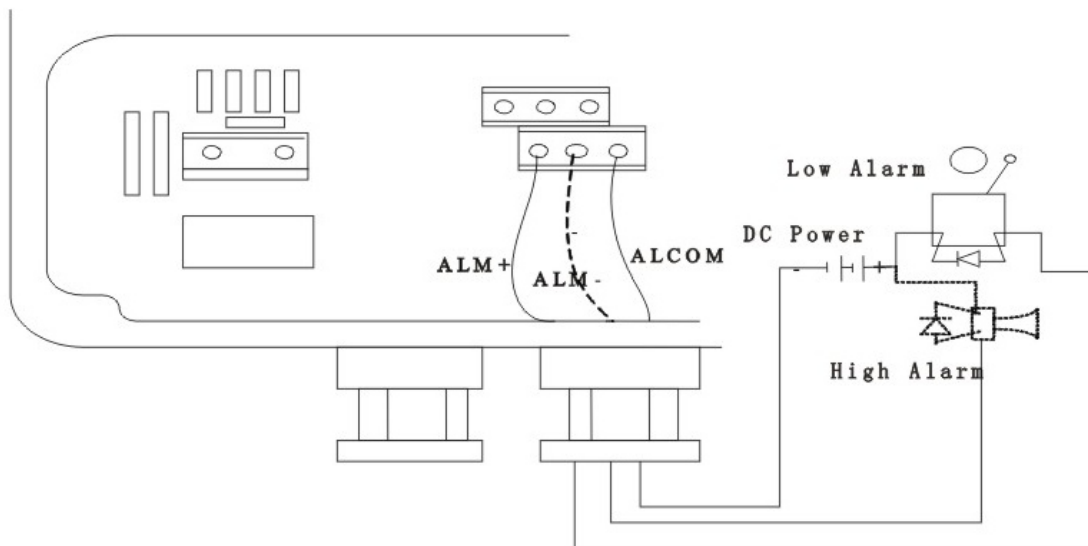 Low Alarm
DC Power
ALM+
ALM-
ALCOM
- +
High Alarm